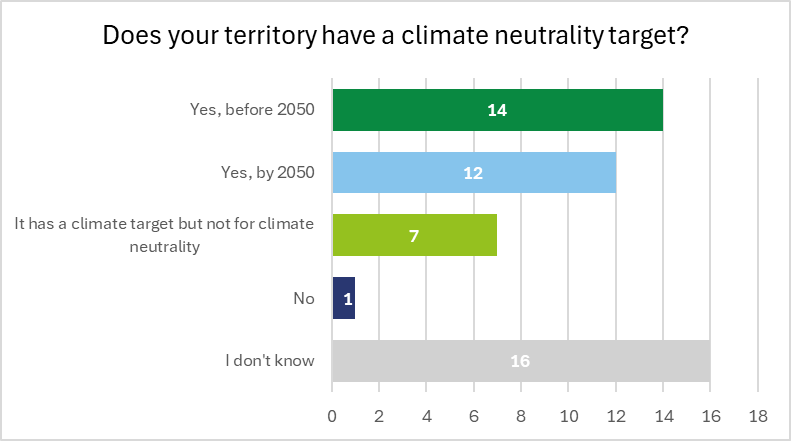 Does your territory have a climate neutrality target?
Yes, before 2050
14
Yes, by 2050
12
It has a climate target but not for climate
neutrality
7
No
1
I don't know
16
0 2 4 6 8 10 12 14 16 18